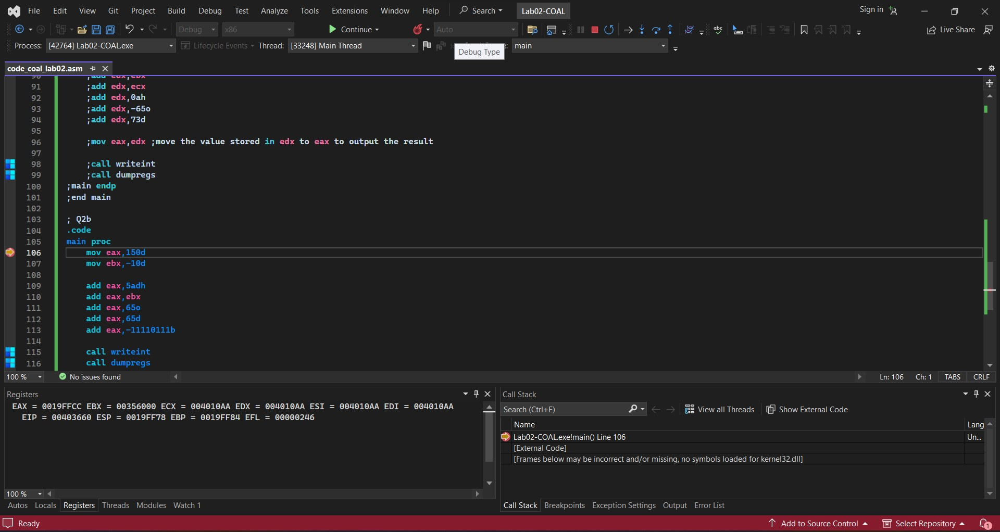 File Edit View Git Project Build Debug Test Analyze Tools Extensions Window Help Search Lab02-COAL Sign in
Debug x86 Continue Auto Live Share
Process: [42764] Lab02-COAL.exe Lifecycle Events Thread: [33248] Main Thread main
Debug Type
code_coal_lab02.asm
90 ;add edx,ebx
91 ;add edx,ecx
92 ;add edx,0ah
93 ;add edx,-65o
94 ;add edx,73d
95
96 ;mov eax,edx ;move the value stored in edx to eax to output the result
97
98 ;call writeint
99 ;call dumpregs
100 ;main endp
101 ;end main
102
103 ; Q2b
104 .code
105 main proc
106 mov eax,150d
107 mov ebx,-10d
108
109 add eax,5adh
110 add eax,ebx
111 add eax,65o
112 add eax,65d
113 add eax,-11110111b
114
115 call writeint
116 call dumpregs
100 % No issues found Ln: 106 Ch: 1 TABS CRLF
Registers
EAX = 0019FFCC EBX = 00356000 ECX = 004010AA EDX = 004010AA ESI = 004010AA EDI = 004010AA
EIP = 00403660 ESP = 0019FF78 EBP = 0019FF84 EFL = 00000246
100 %
Autos Locals Registers Threads Modules Watch 1
Call Stack
Search (Ctrl+E) View all Threads Show External Code
Name Lang
Lab02-COAL.exe!main() Line 106 Un...
[External Code]
[Frames below may be incorrect and/or missing, no symbols loaded for kernel32.dll]
Call Stack Breakpoints Exception Settings Output Error List
Ready Add to Source Control Select Repository 1